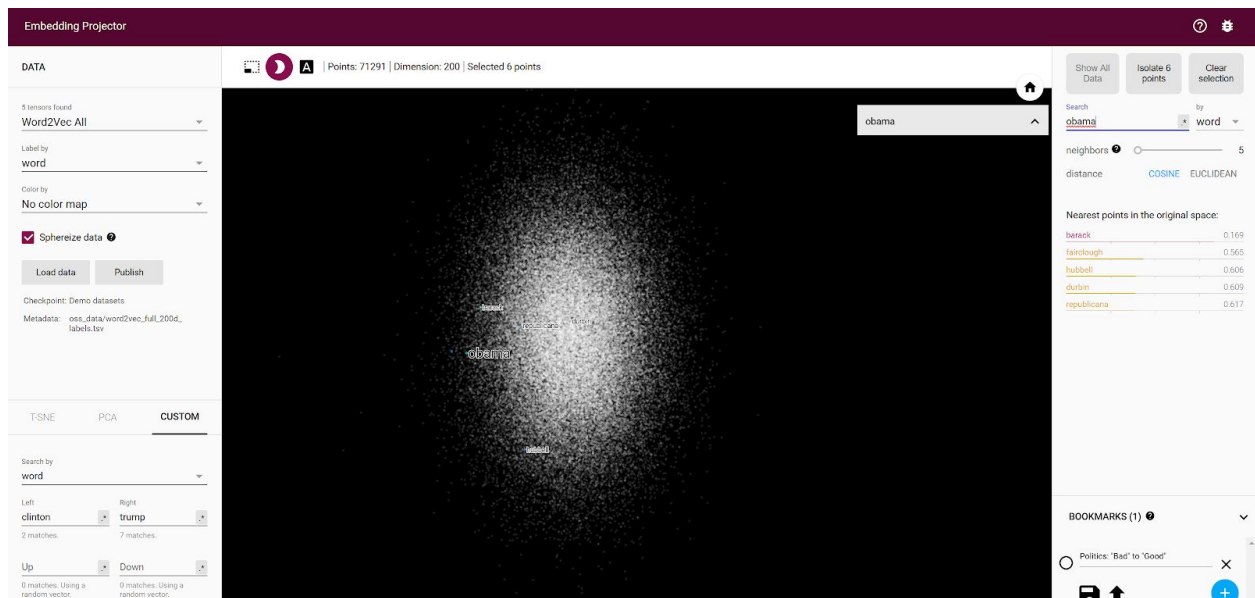 Embedding Projector
DATA
5 tensors found
Word2Vec All
Label by
word
Color by
No color map
Sphereize data
Load data Publish
Checkpoint: Demo datasets
Metadata: oss_data/word2vec_full_200d_
labels.tsv
T-SNE PCA CUSTOM
Search by
word
Left Right
clinton .* trump .*
2 matches. 7 matches.
Up .* Down .*
0 matches. Using a 0 matches. Using a
random vector. random vector.
A | Points: 71291 | Dimension: 200 | Selected 6 points
obama
barack
republicana durbin
obama
hubbell
Show All Isolate 6 Clear
Data points selection
Search by
obama .* word
neighbors 5
distance COSINE EUCLIDEAN
Nearest points in the original space:
barack 0.169
fairclough 0.565
hubbell 0.606
durbin 0.609
republicana 0.617
BOOKMARKS (1)
Politics: "Bad" to "Good"